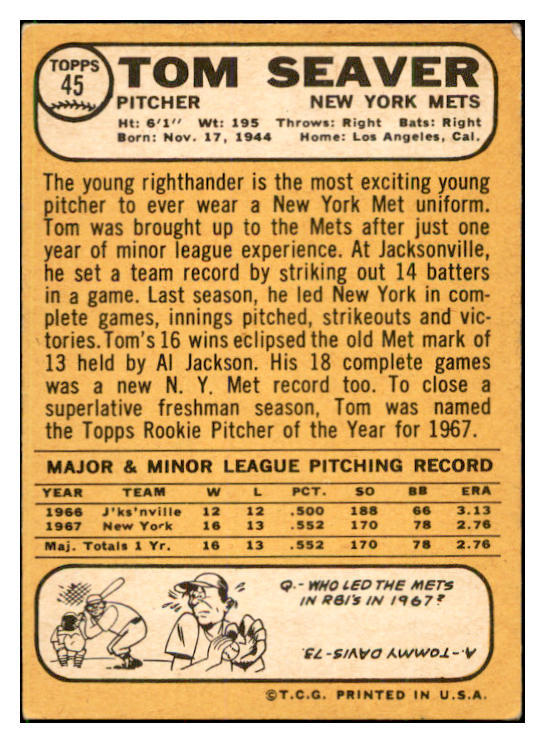 TOPPS
45
TOM SEAVER
PITCHER NEW YORK METS
Ht: 6'1" Wt: 195 Throws: Right Bats: Right
Born: Nov. 17, 1944 Home: Los Angeles, Cal.
The young righthander is the most exciting young
pitcher to ever wear a New York Met uniform.
Tom was brought up to the Mets after just one
year of minor league experience. At Jacksonville,
he set a team record by striking out 14 batters
in a game. Last season, he led New York in com-
plete games, innings pitched, strikeouts and vic-
tories. Tom's 16 wins eclipsed the old Met mark of
13 held by Al Jackson. His 18 complete games
was a new N. Y. Met record too. To close a
superlative freshman season, Tom was named
the Topps Rookie Pitcher of the Year for 1967.
MAJOR & MINOR LEAGUE PITCHING RECORD
YEAR TEAM W L PCT. SO BB ERA
1966 J'ks'nville 12 12 .500 188 66 3.13
1967 New York 16 13 .552 170 78 2.76
Maj. Totals 1 Yr. 16 13 .552 170 78 2.76
Q.-WHO LED THE METS
IN RBI'S IN 1967?
A.-TOMMY DAVIS-73.
©T.C.G. PRINTED IN U.S.A.